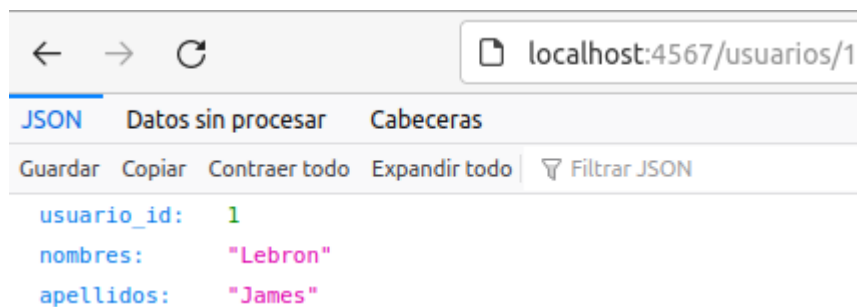 localhost:4567/usuarios/1
JSON Datos sin procesar Cabeceras
Guardar Copiar Contraer todo Expandir todo Filtrar JSON
usuario_id: 1
nombres: "Lebron"
apellidos: "James"